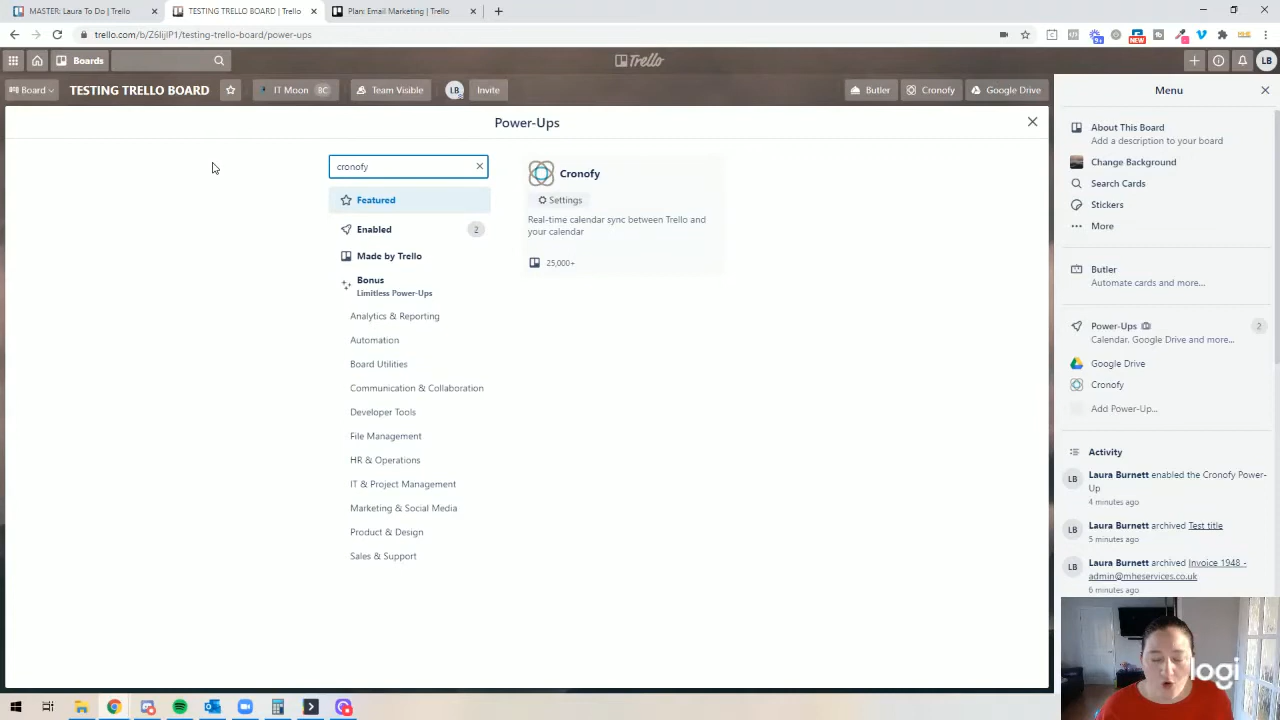 MASTER: Laura To Do | Trello
TESTING TRELLO BOARD | Trello
Plan: Email Marketing | Trello
trello.com/b/Z6lijIP1/testing-trello-board/power-ups
NEW
Boards
Trello
Board
TESTING TRELLO BOARD
IT Moon BC
Team Visible
LB
Invite
Butler
Cronofy
Google Drive
LB
Power-Ups
cronofy
Featured
Enabled 2
Made by Trello
Bonus
Limitless Power-Ups
Analytics & Reporting
Automation
Board Utilities
Communication & Collaboration
Developer Tools
File Management
HR & Operations
IT & Project Management
Marketing & Social Media
Product & Design
Sales & Support
Cronofy
Settings
Real-time calendar sync between Trello and
your calendar
25,000+
Menu
About This Board
Add a description to your board
Change Background
Search Cards
Stickers
More
Butler
Automate cards and more...
Power-Ups 2
Calendar, Google Drive and more...
Google Drive
Cronofy
Add Power-Up...
Activity
LB Laura Burnett enabled the Cronofy Power-
Up
4 minutes ago
LB Laura Burnett archived Test title
5 minutes ago
LB Laura Burnett archived Invoice 1948 -
admin@mheservices.co.uk
6 minutes ago
logi